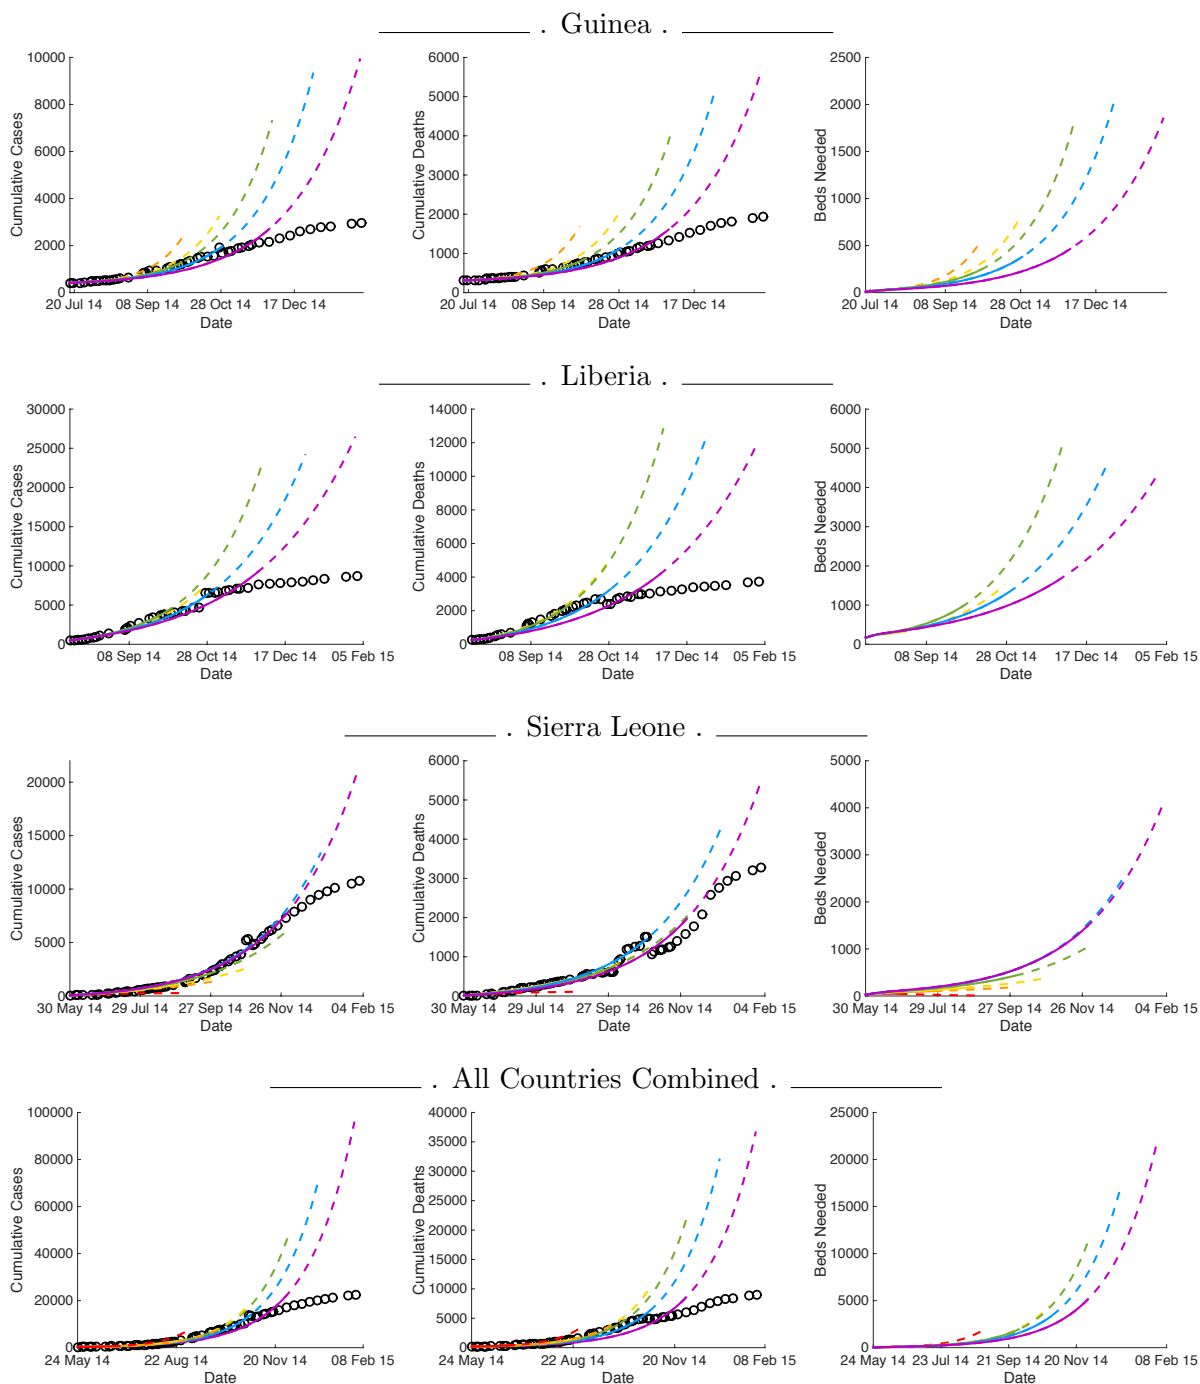 . Guinea .
10000
8000
6000
4000
2000
0
Cumulative Cases
20 Jul 14 08 Sep 14 28 Oct 14 17 Dec 14
Date
6000
5000
4000
3000
2000
1000
0
Cumulative Deaths
20 Jul 14 08 Sep 14 28 Oct 14 17 Dec 14
Date
2500
2000
1500
1000
500
0
Beds Needed
20 Jul 14 08 Sep 14 28 Oct 14 17 Dec 14
Date
. Liberia .
30000
25000
20000
15000
10000
5000
0
Cumulative Cases
08 Sep 14 28 Oct 14 17 Dec 14 05 Feb 15
Date
14000
12000
10000
8000
6000
4000
2000
0
Cumulative Deaths
08 Sep 14 28 Oct 14 17 Dec 14 05 Feb 15
Date
6000
5000
4000
3000
2000
1000
0
Beds Needed
08 Sep 14 28 Oct 14 17 Dec 14 05 Feb 15
Date
. Sierra Leone .
20000
15000
10000
5000
0
Cumulative Cases
30 May 14 29 Jul 14 27 Sep 14 26 Nov 14 04 Feb 15
Date
6000
5000
4000
3000
2000
1000
0
Cumulative Deaths
30 May 14 29 Jul 14 27 Sep 14 26 Nov 14 04 Feb 15
Date
5000
4000
3000
2000
1000
0
Beds Needed
30 May 14 29 Jul 14 27 Sep 14 26 Nov 14 04 Feb 15
Date
. All Countries Combined .
100000
80000
60000
40000
20000
0
Cumulative Cases
24 May 14 22 Aug 14 20 Nov 14 08 Feb 15
Date
40000
35000
30000
25000
20000
15000
10000
5000
0
Cumulative Deaths
24 May 14 22 Aug 14 20 Nov 14 08 Feb 15
Date
25000
20000
15000
10000
5000
0
Beds Needed
24 May 14 23 Jul 14 21 Sep 14 20 Nov 14 08 Feb 15
Date